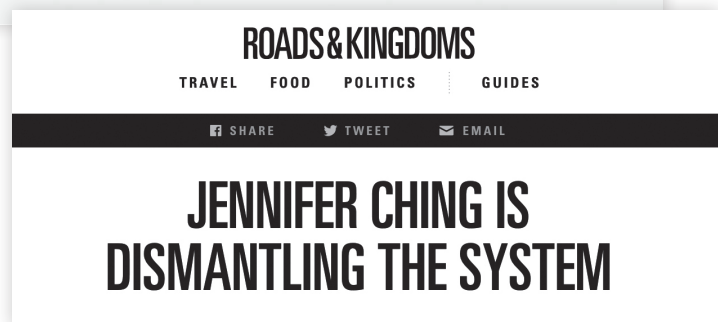 ROADS & KINGDOMS
TRAVEL FOOD POLITICS GUIDES
SHARE TWEET EMAIL
JENNIFER CHING IS
DISMANTLING THE SYSTEM